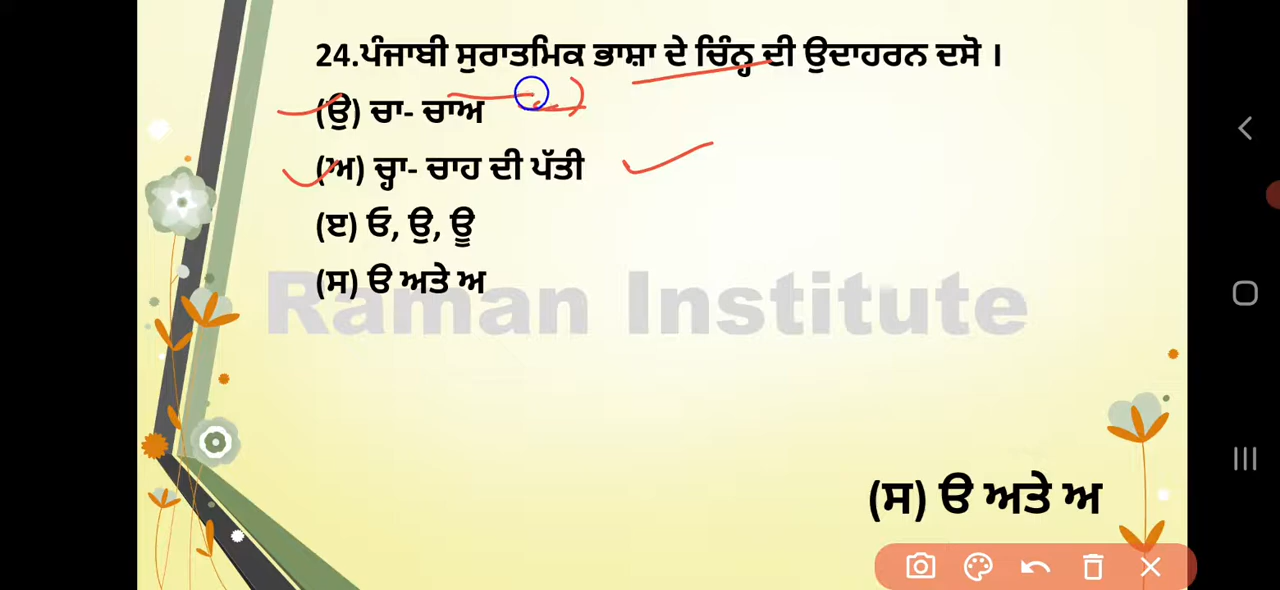 24.ਪੰਜਾਬੀ ਸੁਰਾਤਮਿਕ ਭਾਸ਼ਾ ਦੇ ਚਿੰਨ੍ਹ ਦੀ ਉਦਾਹਰਨ ਦਸੋ ।
(ਉ) ਚਾ- ਚਾਅ
(ਅ) ਚ੍ਹਾ- ਚਾਹ ਦੀ ਪੱਤੀ
(ੲ) ਓ, ਉ, ਊ
(ਸ) ੳ ਅਤੇ ਅ
Raman Institute
(ਸ) ੳ ਅਤੇ ਅ